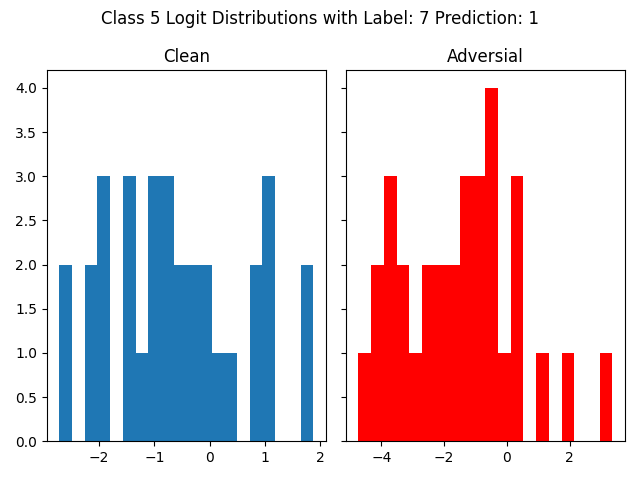 Class 5 Logit Distributions with Label: 7 Prediction: 1
Clean
Adversial
4.0
3.5
3.0
2.5
2.0
1.5
1.0
0.5
0.0
−2 −1 0 1 2
−4 −2 0 2